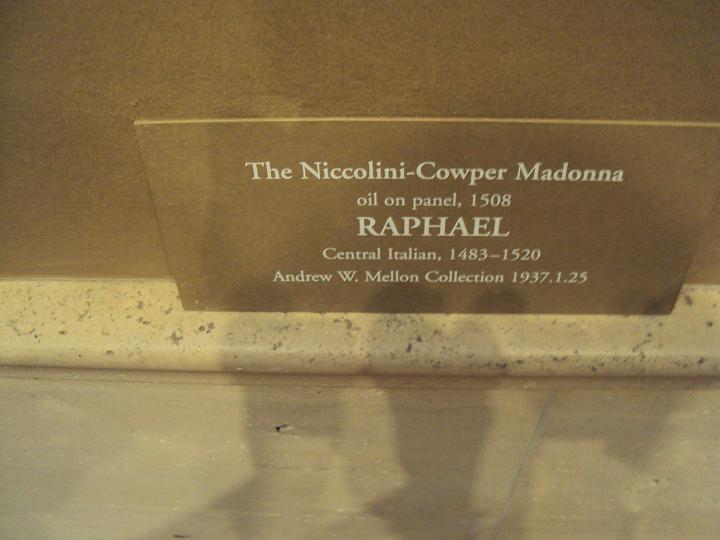 The Niccolini-Cowper Madonna
oil on panel, 1508
RAPHAEL
Central Italian, 1483–1520
Andrew W. Mellon Collection 1937.1.25